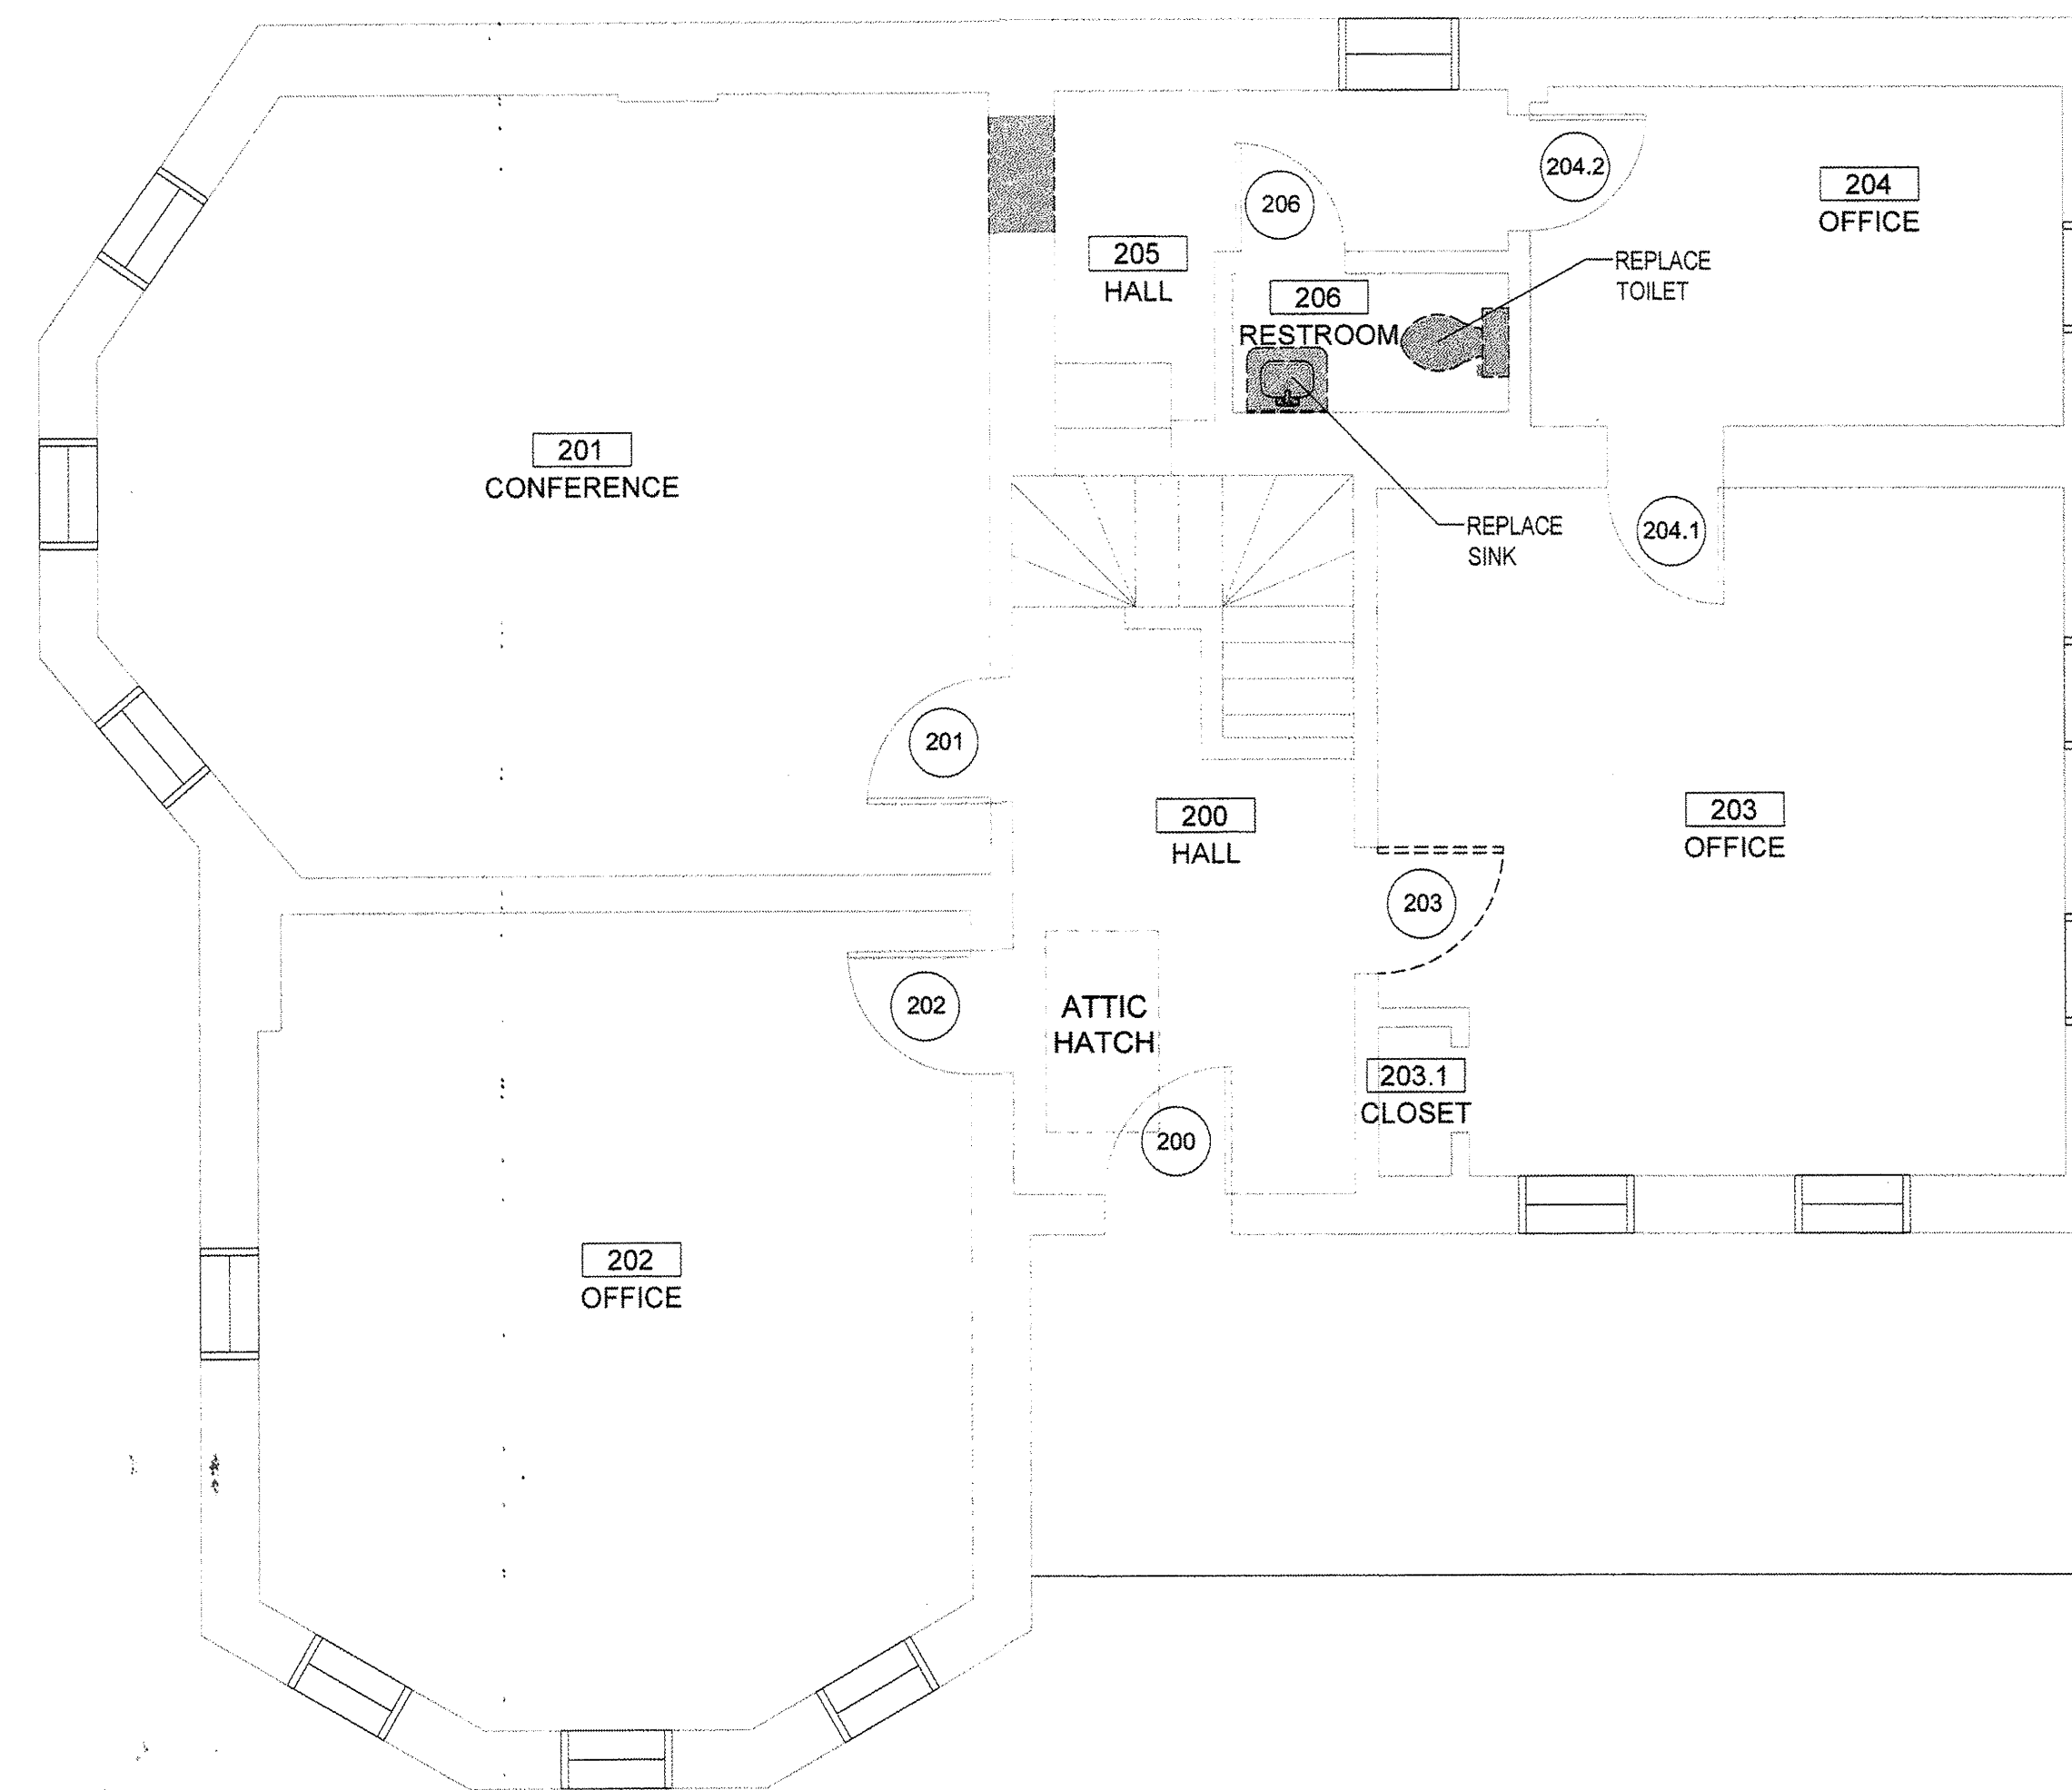 204.2
204
OFFICE
206
205
HALL
REPLACE
TOILET
206
RESTROOM
201
CONFERENCE
REPLACE
SINK
204.1
201
200
HALL
203
OFFICE
203
202
ATTIC
HATCH
203.1
CLOSET
200
202
OFFICE